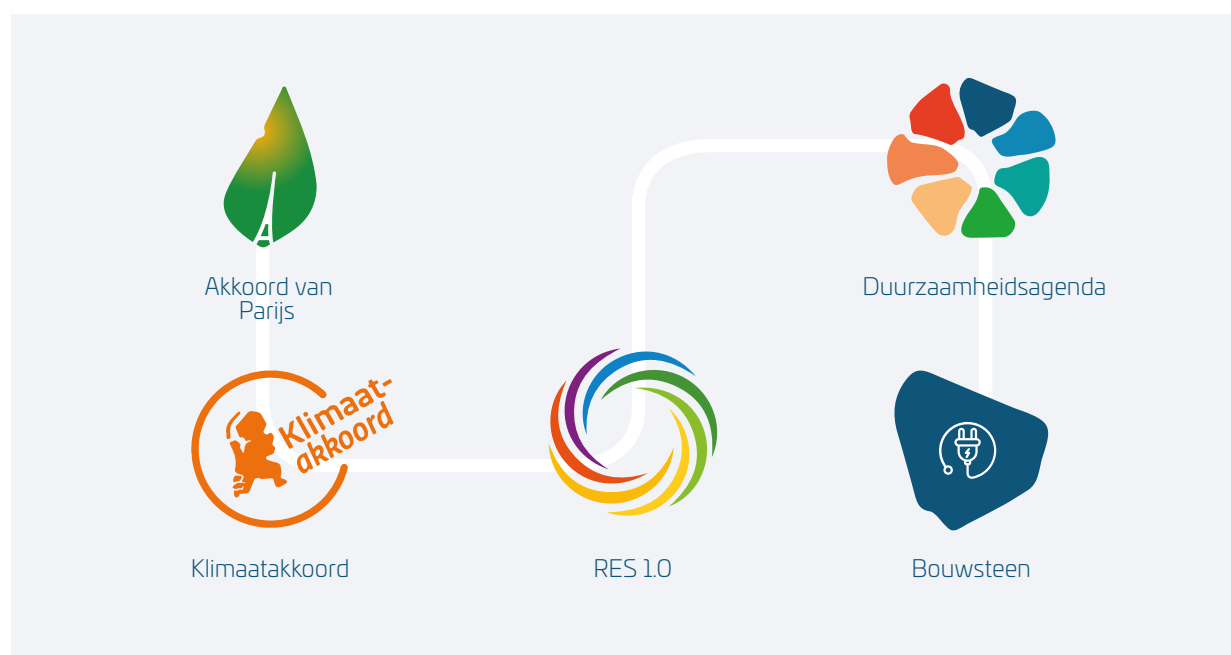 Akkoord van
Parijs
Duurzaamheidsagenda
Klimaat-
akkoord
Klimaatakkoord
RES 1.0
Bouwsteen